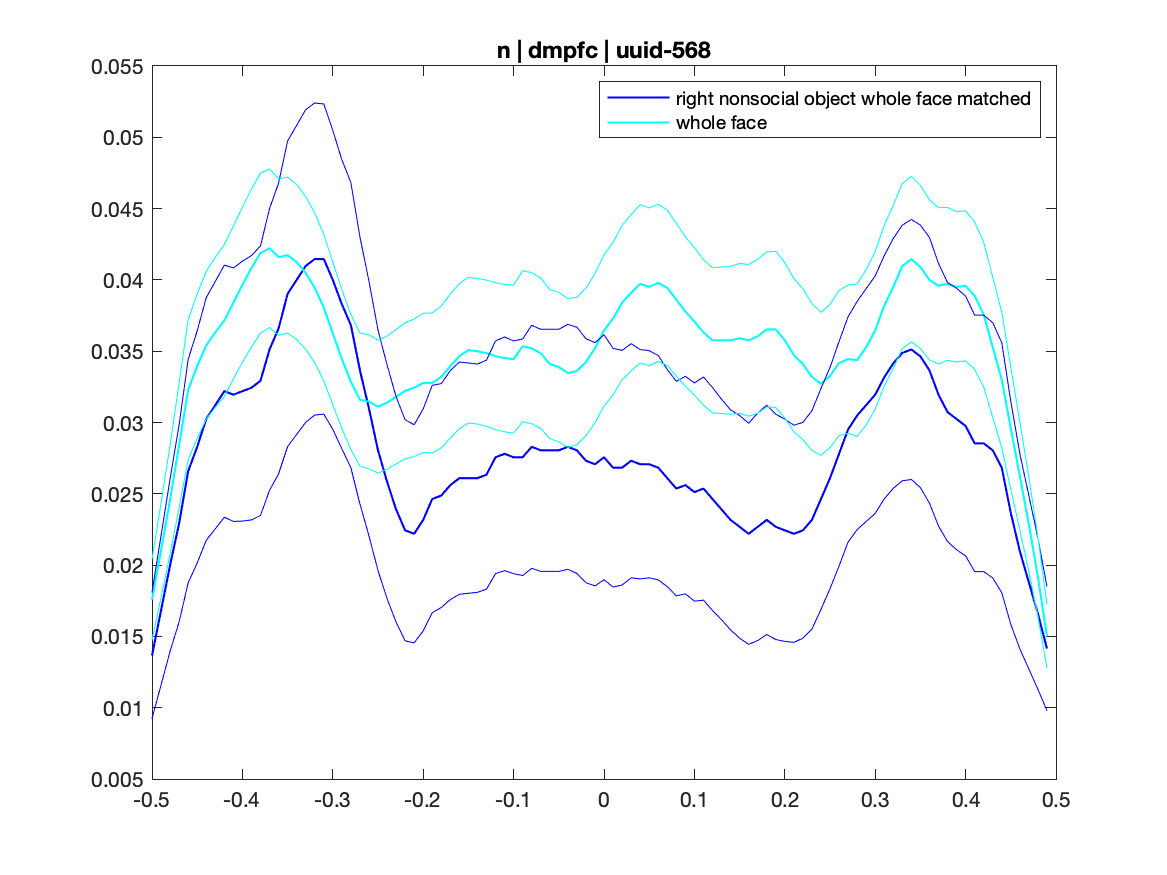 n | dmpfc | uuid-568
right nonsocial object whole face matched
whole face
0.055
0.05
0.045
0.04
0.035
0.03
0.025
0.02
0.015
0.01
0.005
-0.5 -0.4 -0.3 -0.2 -0.1 0 0.1 0.2 0.3 0.4 0.5